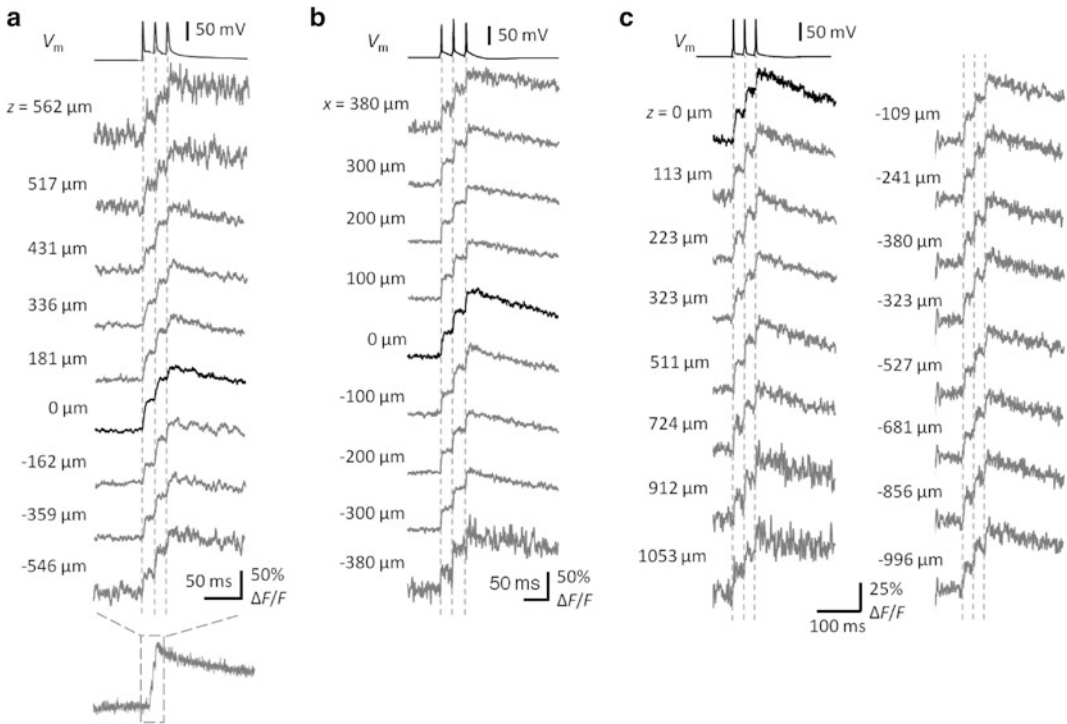 a
V_m
50 mV
z = 562 µm
517 µm
431 µm
336 µm
181 µm
0 µm
-162 µm
-359 µm
-546 µm
50 ms
50%
ΔF/F
b
V_m
50 mV
x = 380 µm
300 µm
200 µm
100 µm
0 µm
-100 µm
-200 µm
-300 µm
-380 µm
50 ms
50%
ΔF/F
c
V_m
50 mV
z = 0 µm
113 µm
223 µm
323 µm
511 µm
724 µm
912 µm
1053 µm
-109 µm
-241 µm
-380 µm
-323 µm
-527 µm
-681 µm
-856 µm
-996 µm
25%
ΔF/F
100 ms